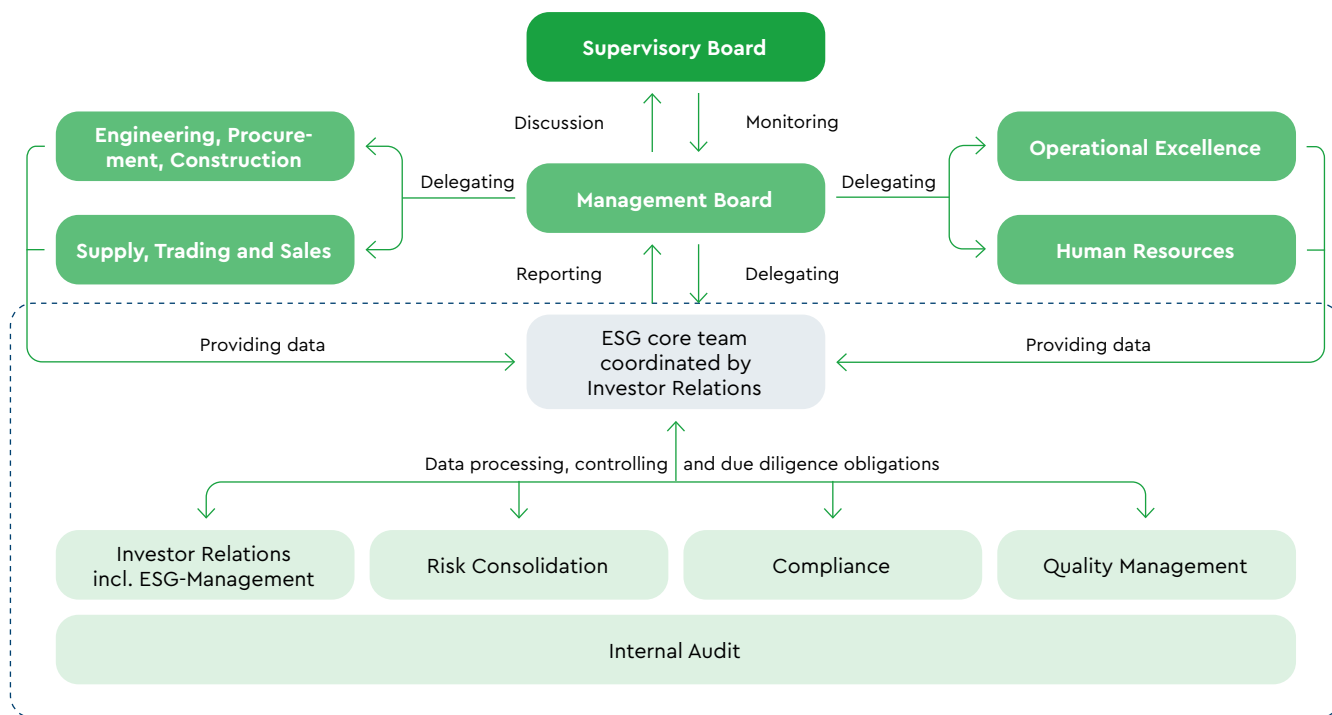 Supervisory Board
Discussion
Monitoring
Engineering, Procure-
ment, Construction
Operational Excellence
Delegating
Management Board
Delegating
Supply, Trading and Sales
Human Resources
Reporting
Delegating
Providing data
ESG core team
coordinated by
Investor Relations
Providing data
Data processing, controlling and due diligence obligations
Investor Relations
incl. ESG-Management
Risk Consolidation
Compliance
Quality Management
Internal Audit